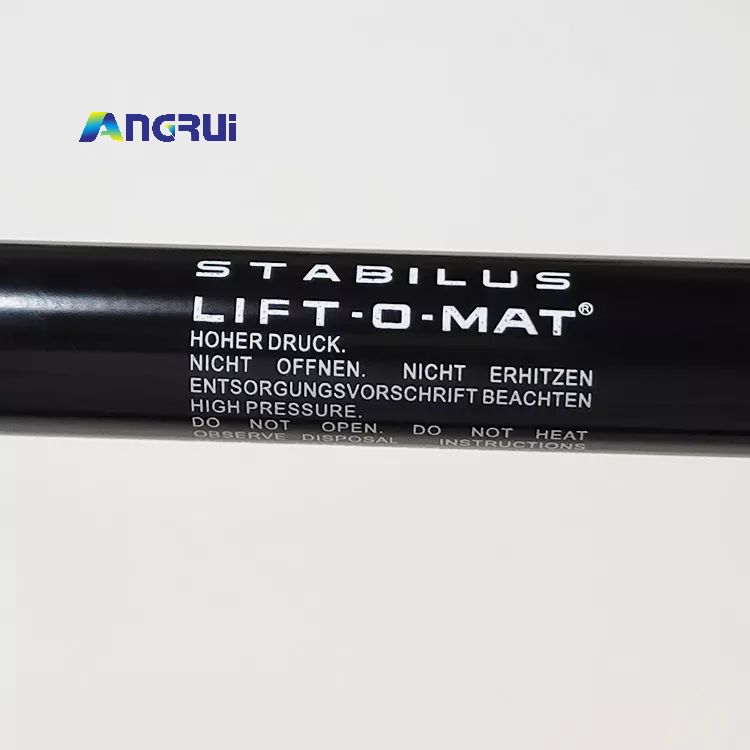 ANGRUi
STABILUS
LIFT-O-MAT®
HOHER DRUCK.
NICHT OFFNEN. NICHT ERHITZEN
ENTSORGUNGSVORSCHRIFT BEACHTEN
HIGH PRESSURE.
DO NOT OPEN. DO NOT HEAT
OBSERVE DISPOSAL INSTRUCTIONS